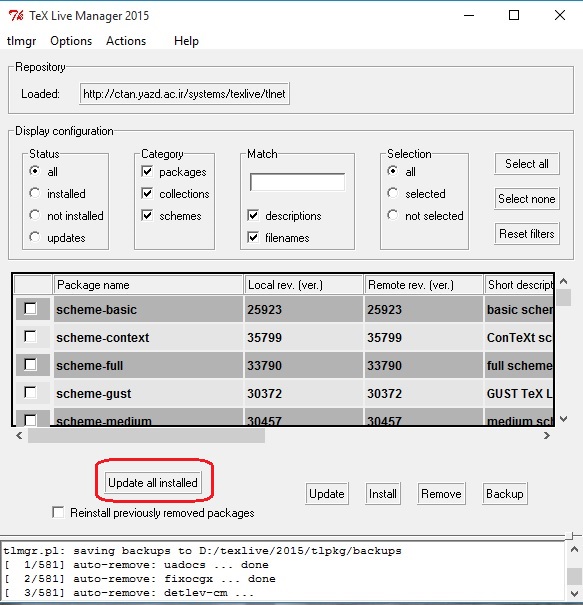 TeX Live Manager 2015
tlmgr Options Actions Help
Repository
Loaded: http://ctan.yazd.ac.ir/systems/texlive/tlnet
Display configuration
Status
all
installed
not installed
updates
Category
packages
collections
schemes
Match
descriptions
filenames
Selection
all
selected
not selected
Select all
Select none
Reset filters
Package name Local rev. (ver.) Remote rev. (ver.) Short descript
scheme-basic 25923 25923 basic schem
scheme-context 35799 35799 ConTeXt sc
scheme-full 33790 33790 full scheme
scheme-gust 30372 30372 GUST TeX L
scheme-medium 30457 30457 medium sch
Update all installed
Reinstall previously removed packages
Update Install Remove Backup
tlmgr.pl: saving backups to D:/texlive/2015/tlpkg/backups
[ 1/581] auto-remove: uadocs ... done
[ 2/581] auto-remove: fixocgx ... done
[ 3/581] auto-remove: detlev-cm ...